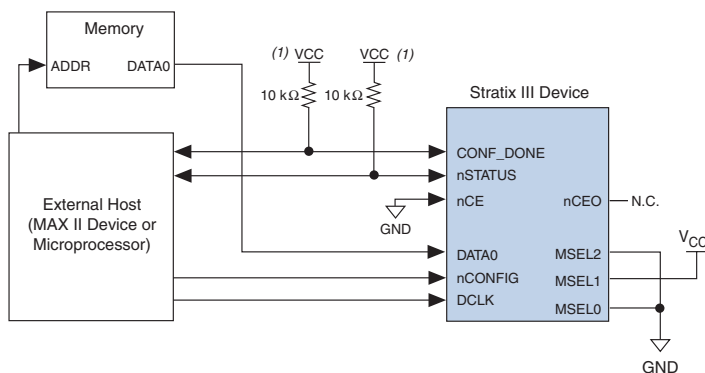 Memory
ADDR DATA0
(1) VCC VCC (1)
10 kΩ 10 kΩ
Stratix III Device
CONF_DONE
nSTATUS
nCE nCEO N.C.
GND
External Host
(MAX II Device or
Microprocessor)
VCC
DATA0 MSEL2
nCONFIG MSEL1
DCLK MSEL0
GND